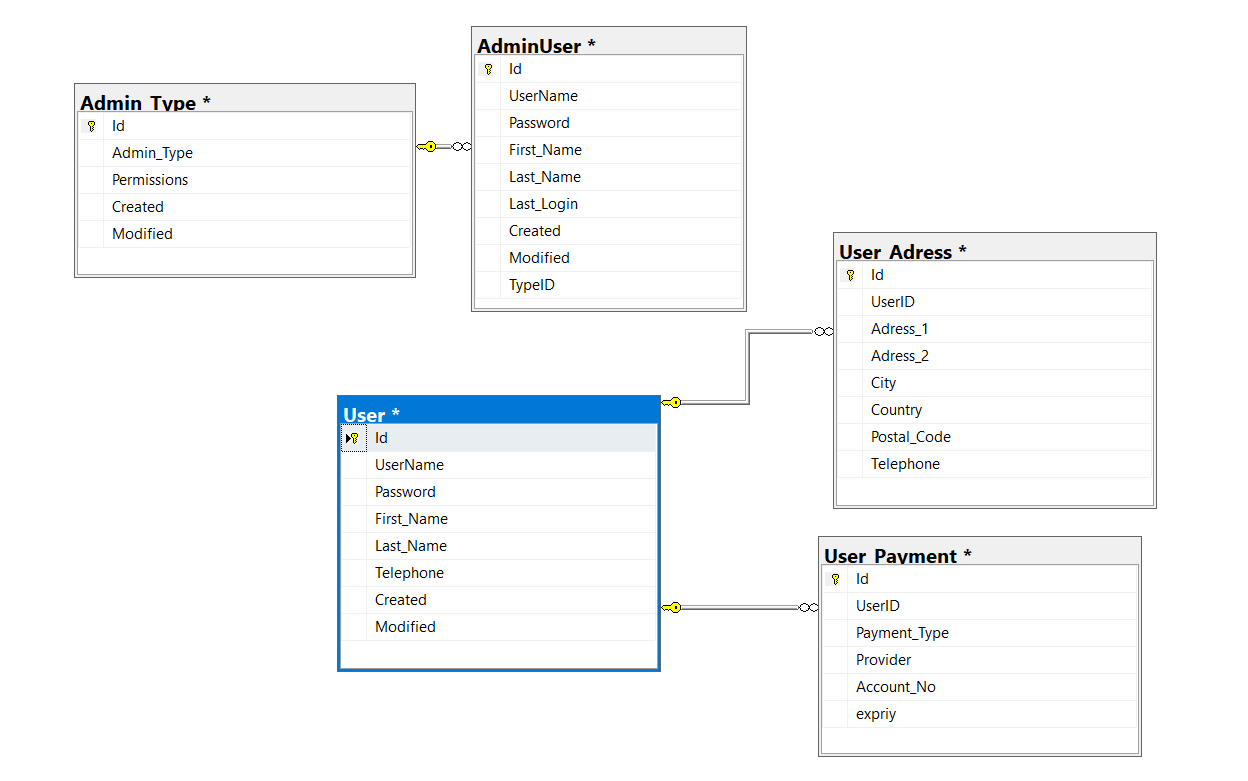 AdminUser *
Id
UserName
Password
First_Name
Last_Name
Last_Login
Created
Modified
TypeID
Admin_Type *
Id
Admin_Type
Permissions
Created
Modified
User_Adress *
Id
UserID
Adress_1
Adress_2
City
Country
Postal_Code
Telephone
User *
Id
UserName
Password
First_Name
Last_Name
Telephone
Created
Modified
User_Payment *
Id
UserID
Payment_Type
Provider
Account_No
expriy